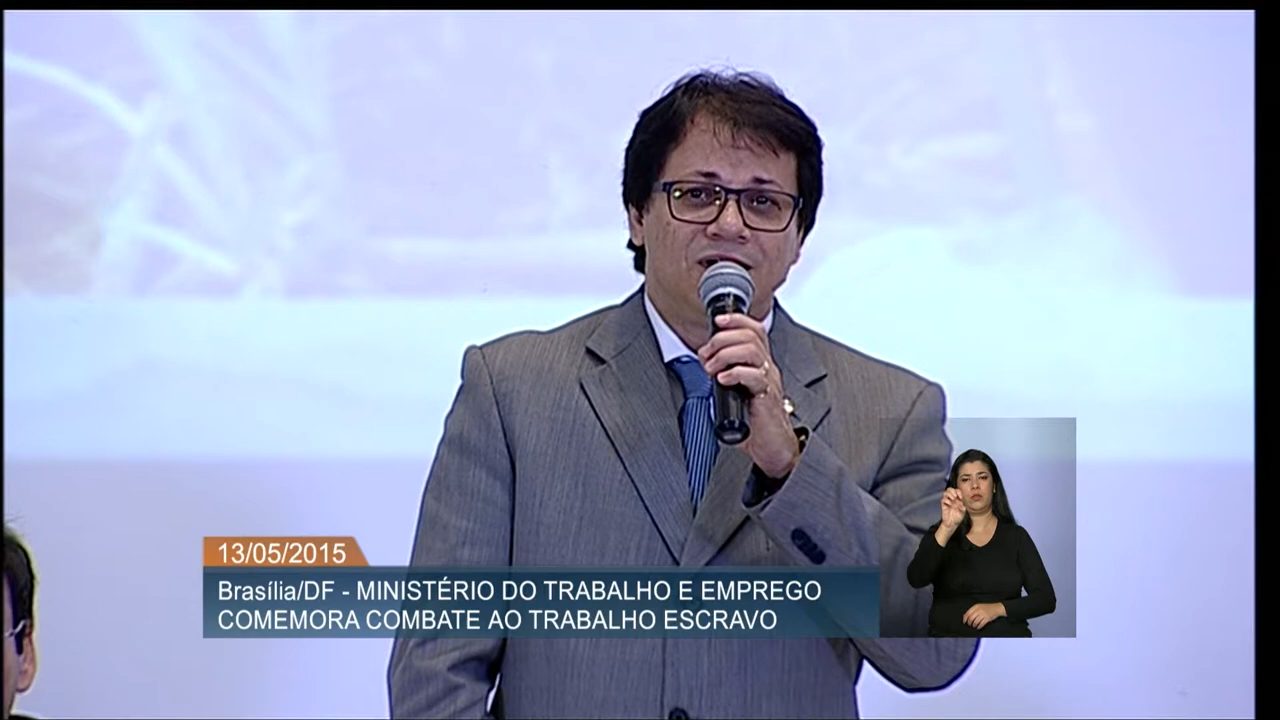 13/05/2015
Brasília/DF - MINISTÉRIO DO TRABALHO E EMPREGO
COMEMORA COMBATE AO TRABALHO ESCRAVO